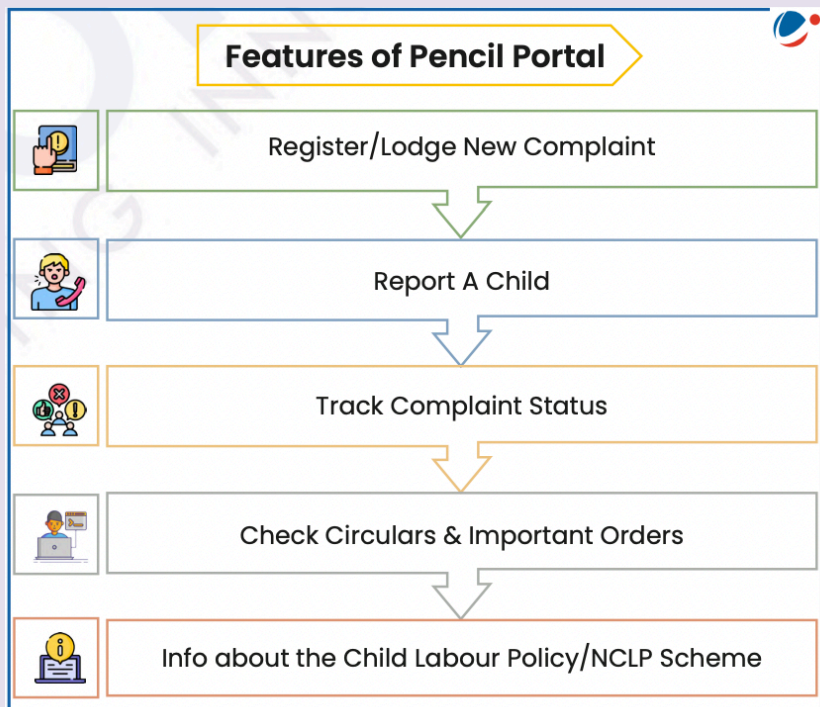 Features of Pencil Portal
Register/Lodge New Complaint
Report A Child
Track Complaint Status
Check Circulars & Important Orders
Info about the Child Labour Policy/NCLP Scheme